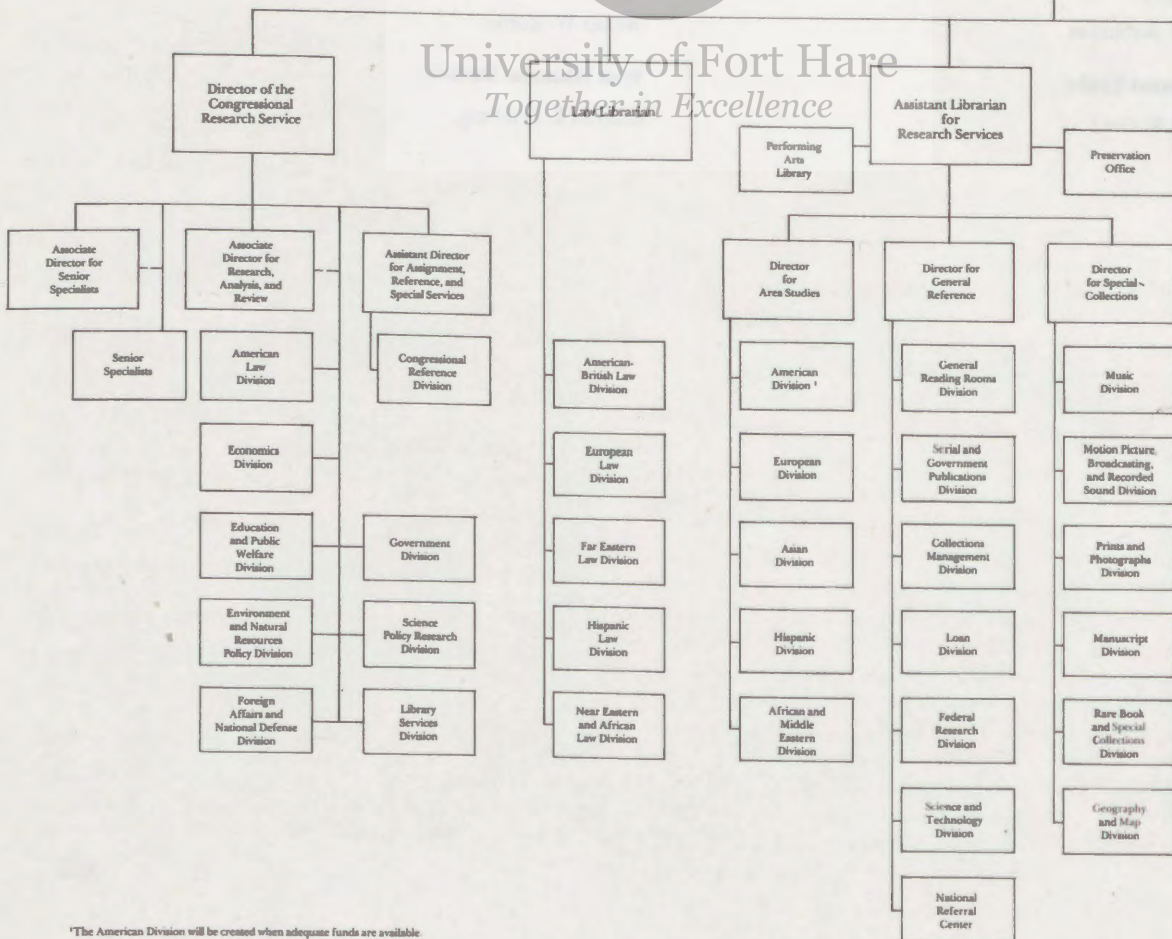 University of Fort Hare
Together in Excellence
Director of the
Congressional
Research Service
Law Librarian
Assistant Librarian
for
Research Services
Performing
Arts
Library
Preservation
Office
Associate
Director for
Senior
Specialists
Associate
Director for
Research,
Analysis, and
Review
Assistant Director
for Assignment,
Reference, and
Special Services
Director
for
Area Studies
Director for
General
Reference
Director
for Special
Collections
Senior
Specialists
American
Law
Division
Congressional
Reference
Division
American-
British Law
Division
American
Division ¹
General
Reading Rooms
Division
Music
Division
Economics
Division
European
Law
Division
European
Division
Serial and
Government
Publications
Division
Motion Picture,
Broadcasting,
and Recorded
Sound Division
Education
and Public
Welfare
Division
Government
Division
Far Eastern
Law Division
Asian
Division
Collections
Management
Division
Prints and
Photographs
Division
Environment
and Natural
Resources
Policy Division
Science
Policy Research
Division
Hispanic
Law
Division
Hispanic
Division
Loan
Division
Manuscript
Division
Foreign
Affairs and
National Defense
Division
Library
Services
Division
Near Eastern
and African
Law Division
African and
Middle
Eastern
Division
Federal
Research
Division
Rare Book
and Special
Collections
Division
Science and
Technology
Division
Geography
and Map
Division
National
Referral
Center
¹The American Division will be created when adequate funds are available.